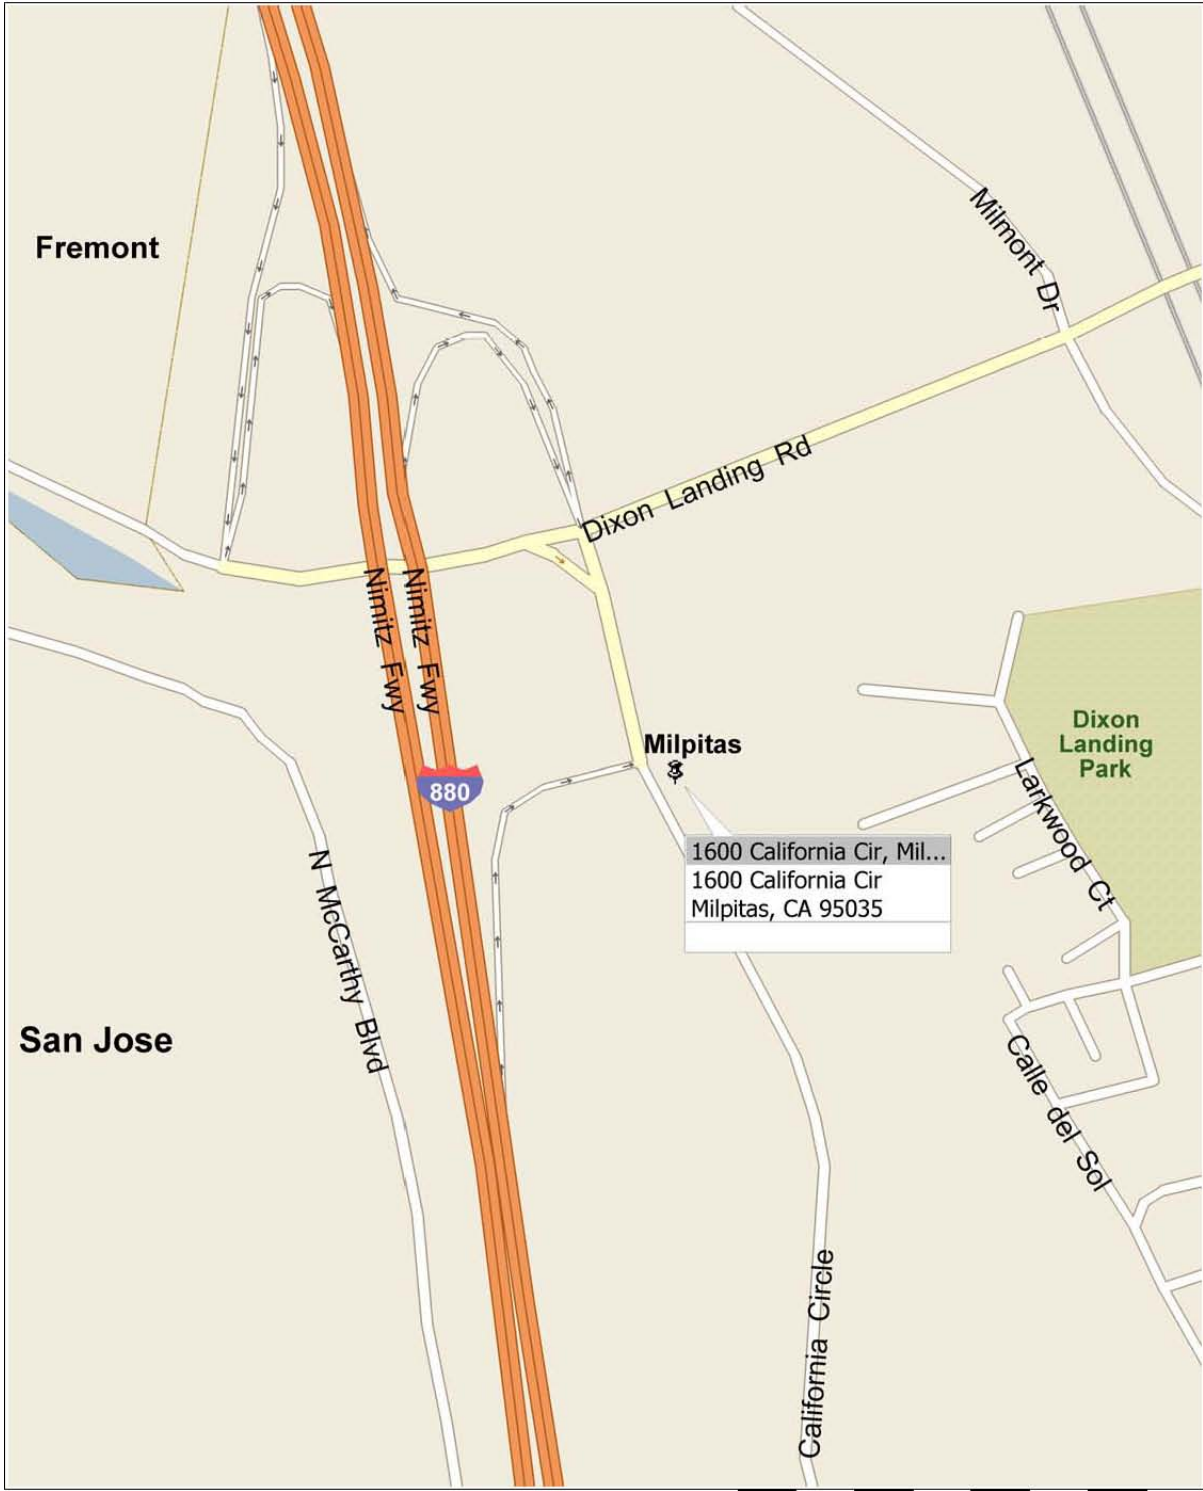 Fremont
Milmont Dr
Dixon Landing Rd
Nimitz Fwy
Nimitz Fwy
Dixon
Landing
Park
Milpitas
880
Larkwood Ct
1600 California Cir, Mil...
1600 California Cir
Milpitas, CA 95035
N McCarthy Blvd
San Jose
Calle del Sol
California Circle